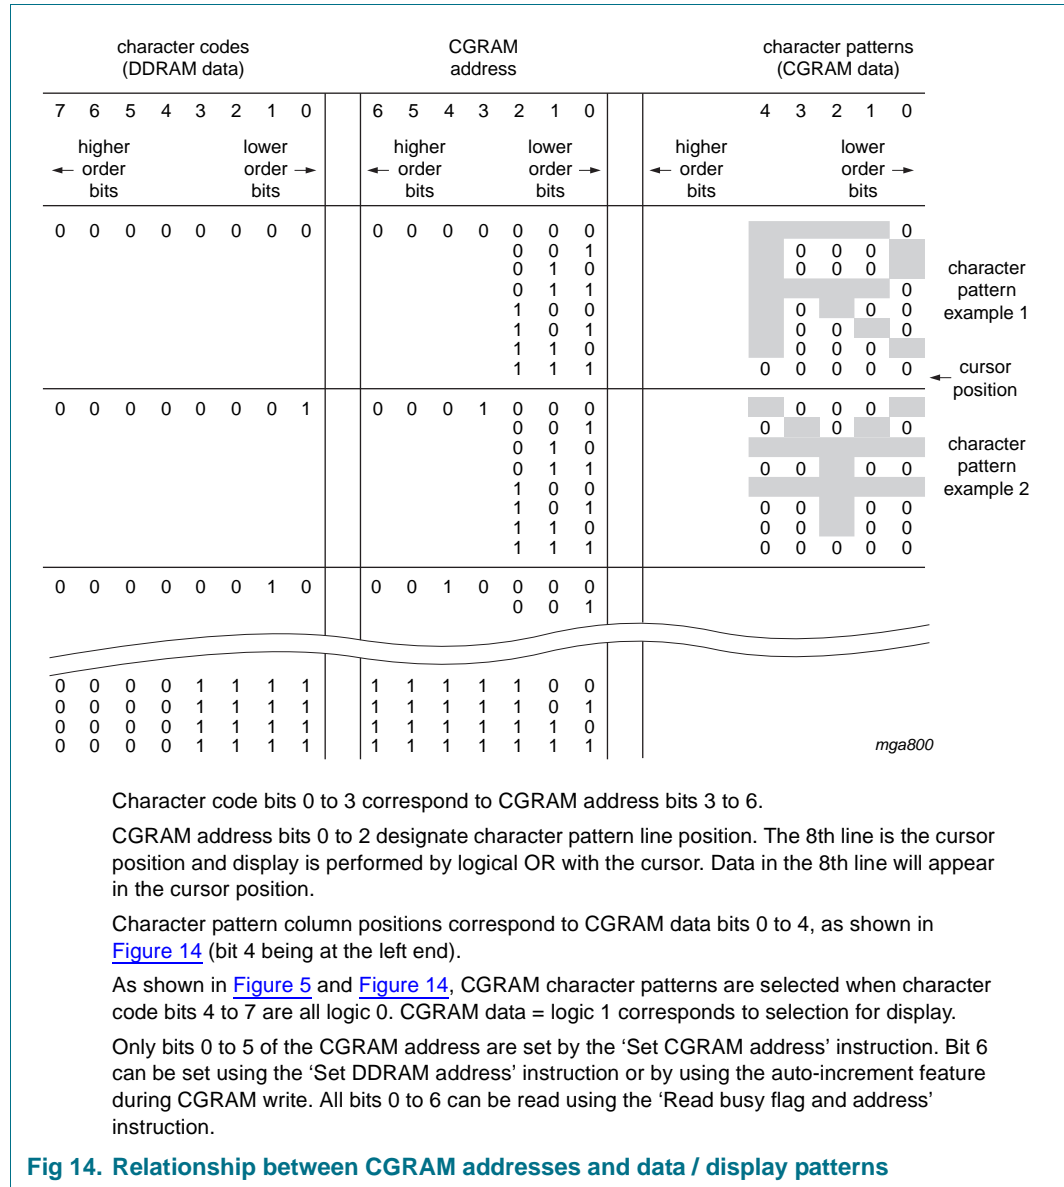 character codes CGRAM character patterns
(DDRAM data) address (CGRAM data)
7 6 5 4 3 2 1 0 6 5 4 3 2 1 0 4 3 2 1 0
higher lower higher lower higher lower
← order order → ← order order → ← order order →
bits bits bits bits bits bits
0 0 0 0 0 0 0 0 0 0 0 0 0 0 0 0
0 0 1 0 0 0
0 1 0 0 0 0 character
0 1 1 0 pattern
1 0 0 0 0 0 example 1
1 0 1 0 0 0
1 1 0 0 0 0
1 1 1 0 0 0 0 0 ← cursor
position
0 0 0 0 0 0 0 1 0 0 0 1 0 0 0 0 0 0
0 0 1 0 0 0
0 1 0 character
0 1 1 0 0 0 0 pattern
1 0 0 example 2
1 0 1 0 0 0 0
1 1 0 0 0 0 0
1 1 1 0 0 0 0 0
0 0 0 0 0 0 1 0 0 0 1 0 0 0 0
0 0 1
0 0 0 0 1 1 1 1 1 1 1 1 1 0 0
0 0 0 0 1 1 1 1 1 1 1 1 1 0 1
0 0 0 0 1 1 1 1 1 1 1 1 1 1 0
0 0 0 0 1 1 1 1 1 1 1 1 1 1 1 mga800
Character code bits 0 to 3 correspond to CGRAM address bits 3 to 6.
CGRAM address bits 0 to 2 designate character pattern line position. The 8th line is the cursor
position and display is performed by logical OR with the cursor. Data in the 8th line will appear
in the cursor position.
Character pattern column positions correspond to CGRAM data bits 0 to 4, as shown in
Figure 14 (bit 4 being at the left end).
As shown in Figure 5 and Figure 14, CGRAM character patterns are selected when character
code bits 4 to 7 are all logic 0. CGRAM data = logic 1 corresponds to selection for display.
Only bits 0 to 5 of the CGRAM address are set by the ‘Set CGRAM address’ instruction. Bit 6
can be set using the ‘Set DDRAM address’ instruction or by using the auto-increment feature
during CGRAM write. All bits 0 to 6 can be read using the ‘Read busy flag and address’
instruction.
Fig 14. Relationship between CGRAM addresses and data / display patterns